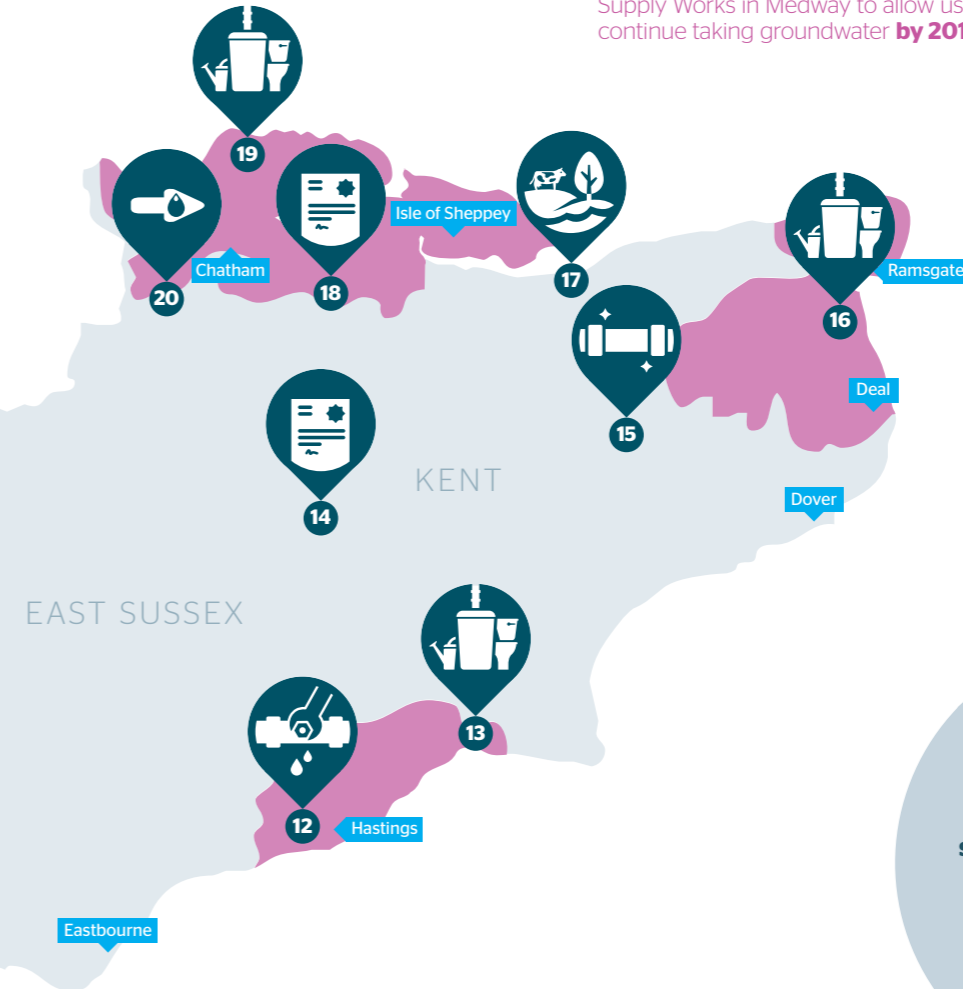 Supply Works in Medway to allow us
continue taking groundwater by 201
19
Isle of Sheppey
Chatham
Ramsgate
20
18
17
16
15
Deal
KENT
14
Dover
EAST SUSSEX
13
12
Hastings
Eastbourne